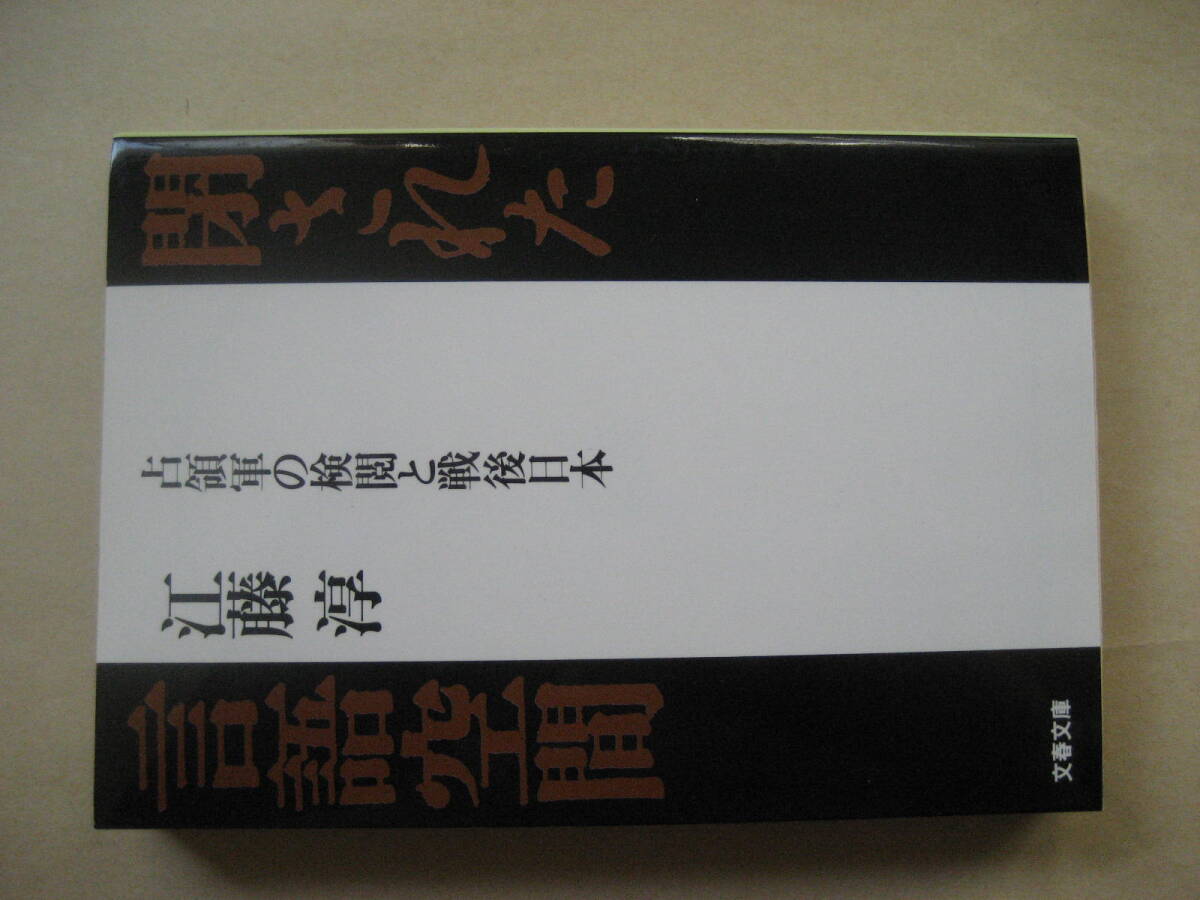 閉された
言語空間
占領軍の検閲と戦後日本
江藤 淳
文春文庫